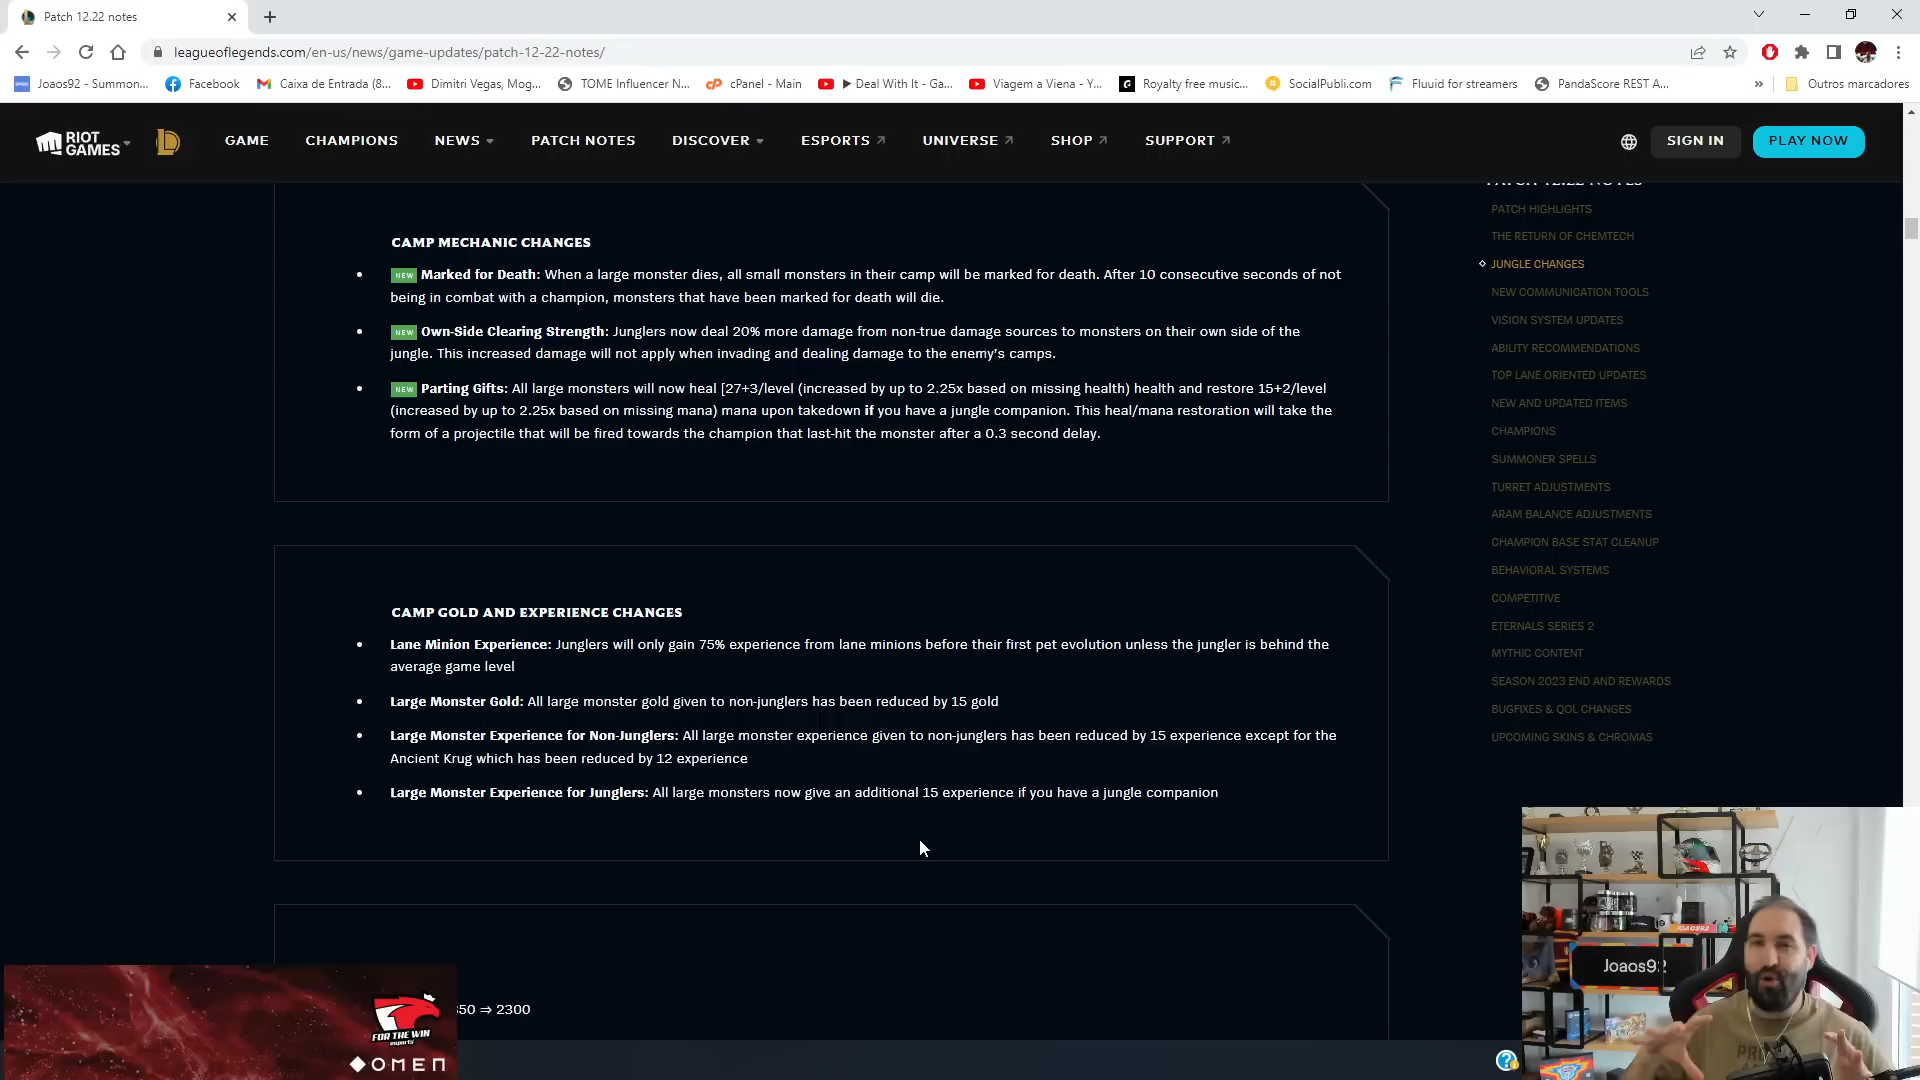 Patch 12.22 notes
leagueoflegends.com/en-us/news/game-updates/patch-12-22-notes/
Joaos92 - Summon...
Facebook
Caixa de Entrada (8...
Dimitri Vegas, Mog...
TOME Influencer N...
cPanel - Main
▶ Deal With It - Ga...
Viagem a Viena - Y...
Royalty free music...
SocialPubli.com
Fluuid for streamers
PandaScore REST A...
»
Outros marcadores
RIOT GAMES
GAME
CHAMPIONS
NEWS
PATCH NOTES
DISCOVER
ESPORTS
UNIVERSE
SHOP
SUPPORT
SIGN IN
PLAY NOW
CAMP MECHANIC CHANGES
• NEW Marked for Death: When a large monster dies, all small monsters in their camp will be marked for death. After 10 consecutive seconds of not
being in combat with a champion, monsters that have been marked for death will die.
• NEW Own-Side Clearing Strength: Junglers now deal 20% more damage from non-true damage sources to monsters on their own side of the
jungle. This increased damage will not apply when invading and dealing damage to the enemy’s camps.
• NEW Parting Gifts: All large monsters will now heal [27+3/level (increased by up to 2.25x based on missing health) health and restore 15+2/level
(increased by up to 2.25x based on missing mana) mana upon takedown if you have a jungle companion. This heal/mana restoration will take the
form of a projectile that will be fired towards the champion that last-hit the monster after a 0.3 second delay.
CAMP GOLD AND EXPERIENCE CHANGES
• Lane Minion Experience: Junglers will only gain 75% experience from lane minions before their first pet evolution unless the jungler is behind the
average game level
• Large Monster Gold: All large monster gold given to non-junglers has been reduced by 15 gold
• Large Monster Experience for Non-Junglers: All large monster experience given to non-junglers has been reduced by 15 experience except for the
Ancient Krug which has been reduced by 12 experience
• Large Monster Experience for Junglers: All large monsters now give an additional 15 experience if you have a jungle companion
350 ⇒ 2300
PATCH 12.22 NOTES
PATCH HIGHLIGHTS
THE RETURN OF CHEMTECH
JUNGLE CHANGES
NEW COMMUNICATION TOOLS
VISION SYSTEM UPDATES
ABILITY RECOMMENDATIONS
TOP LANE ORIENTED UPDATES
NEW AND UPDATED ITEMS
CHAMPIONS
SUMMONER SPELLS
TURRET ADJUSTMENTS
ARAM BALANCE ADJUSTMENTS
CHAMPION BASE STAT CLEANUP
BEHAVIORAL SYSTEMS
COMPETITIVE
ETERNALS SERIES 2
MYTHIC CONTENT
SEASON 2023 END AND REWARDS
BUGFIXES & QOL CHANGES
UPCOMING SKINS & CHROMAS
FOR THE WIN
esports
OMEN
JOAOS92
Joaos92